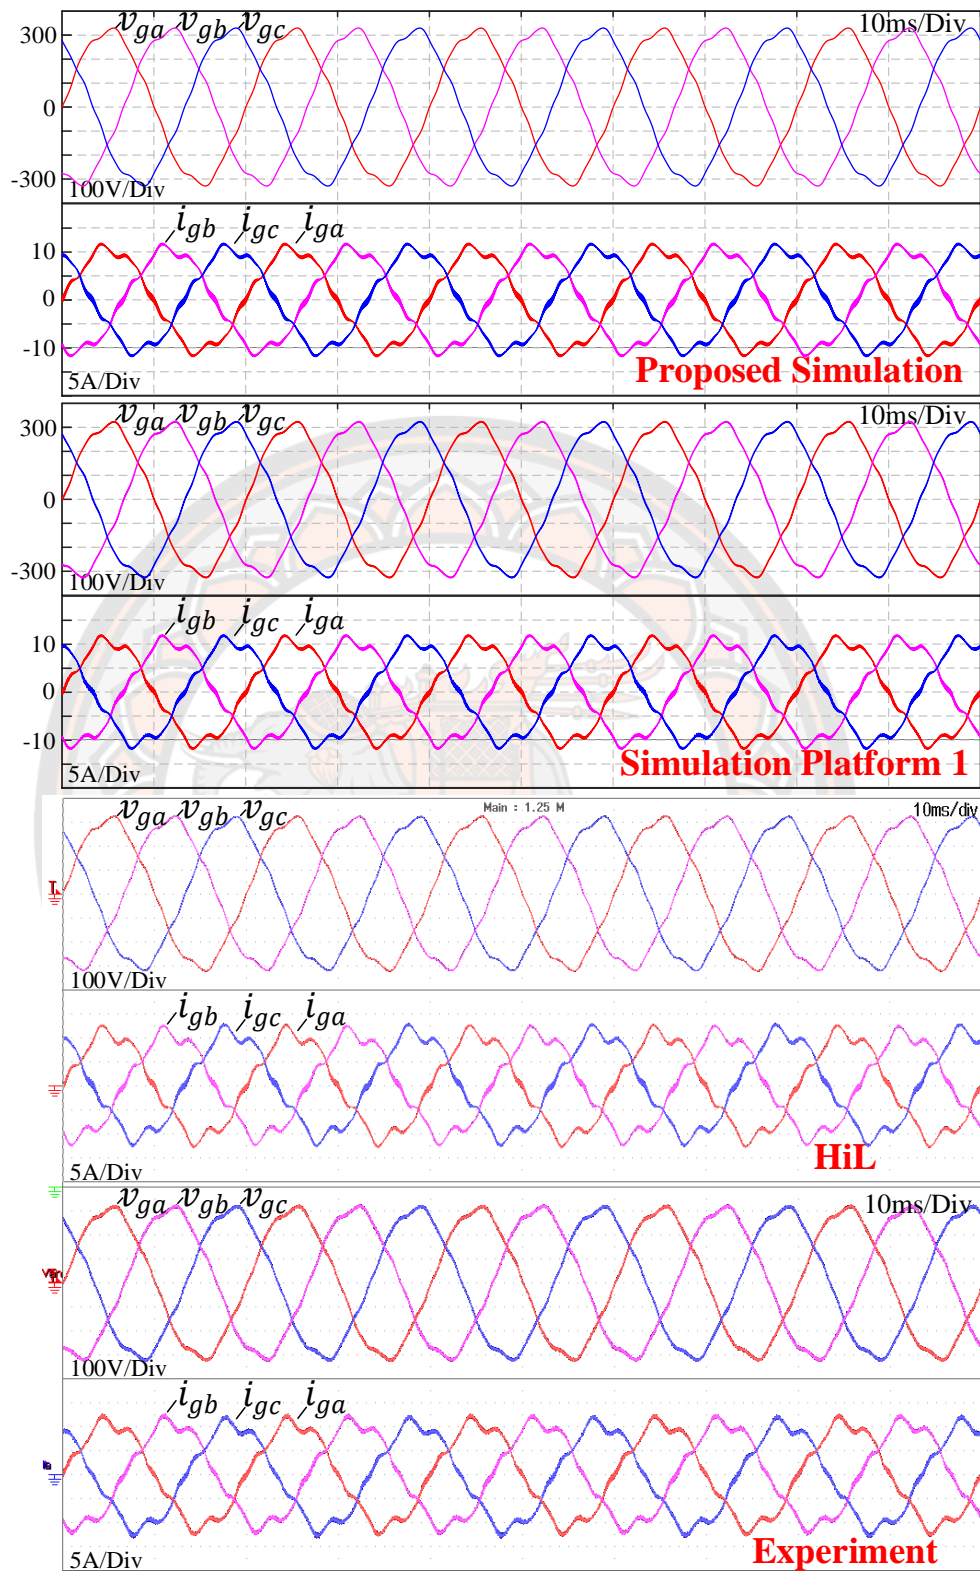 v_ga v_gb v_gc 10ms/Div
300
0
-300
100V/Div
i_gb i_gc i_ga
10
0
-10
5A/Div
Proposed Simulation
v_ga v_gb v_gc 10ms/Div
300
0
-300
100V/Div
i_gb i_gc i_ga
10
0
-10
5A/Div
Simulation Platform 1
v_ga v_gb v_gc Main : 1.25 M 10ms/div
100V/Div
i_gb i_gc i_ga
5A/Div
HiL
v_ga v_gb v_gc 10ms/Div
100V/Div
i_gb i_gc i_ga
5A/Div
Experiment